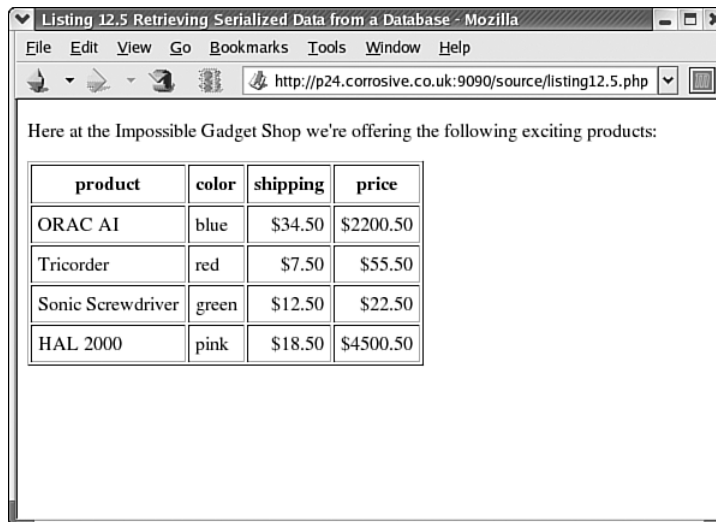 Listing 12.5 Retrieving Serialized Data from a Database - Mozilla
File Edit View Go Bookmarks Tools Window Help
http://p24.corrosive.co.uk:9090/source/listing12.5.php
Here at the Impossible Gadget Shop we're offering the following exciting products:
product color shipping price
ORAC AI blue $34.50 $2200.50
Tricorder red $7.50 $55.50
Sonic Screwdriver green $12.50 $22.50
HAL 2000 pink $18.50 $4500.50